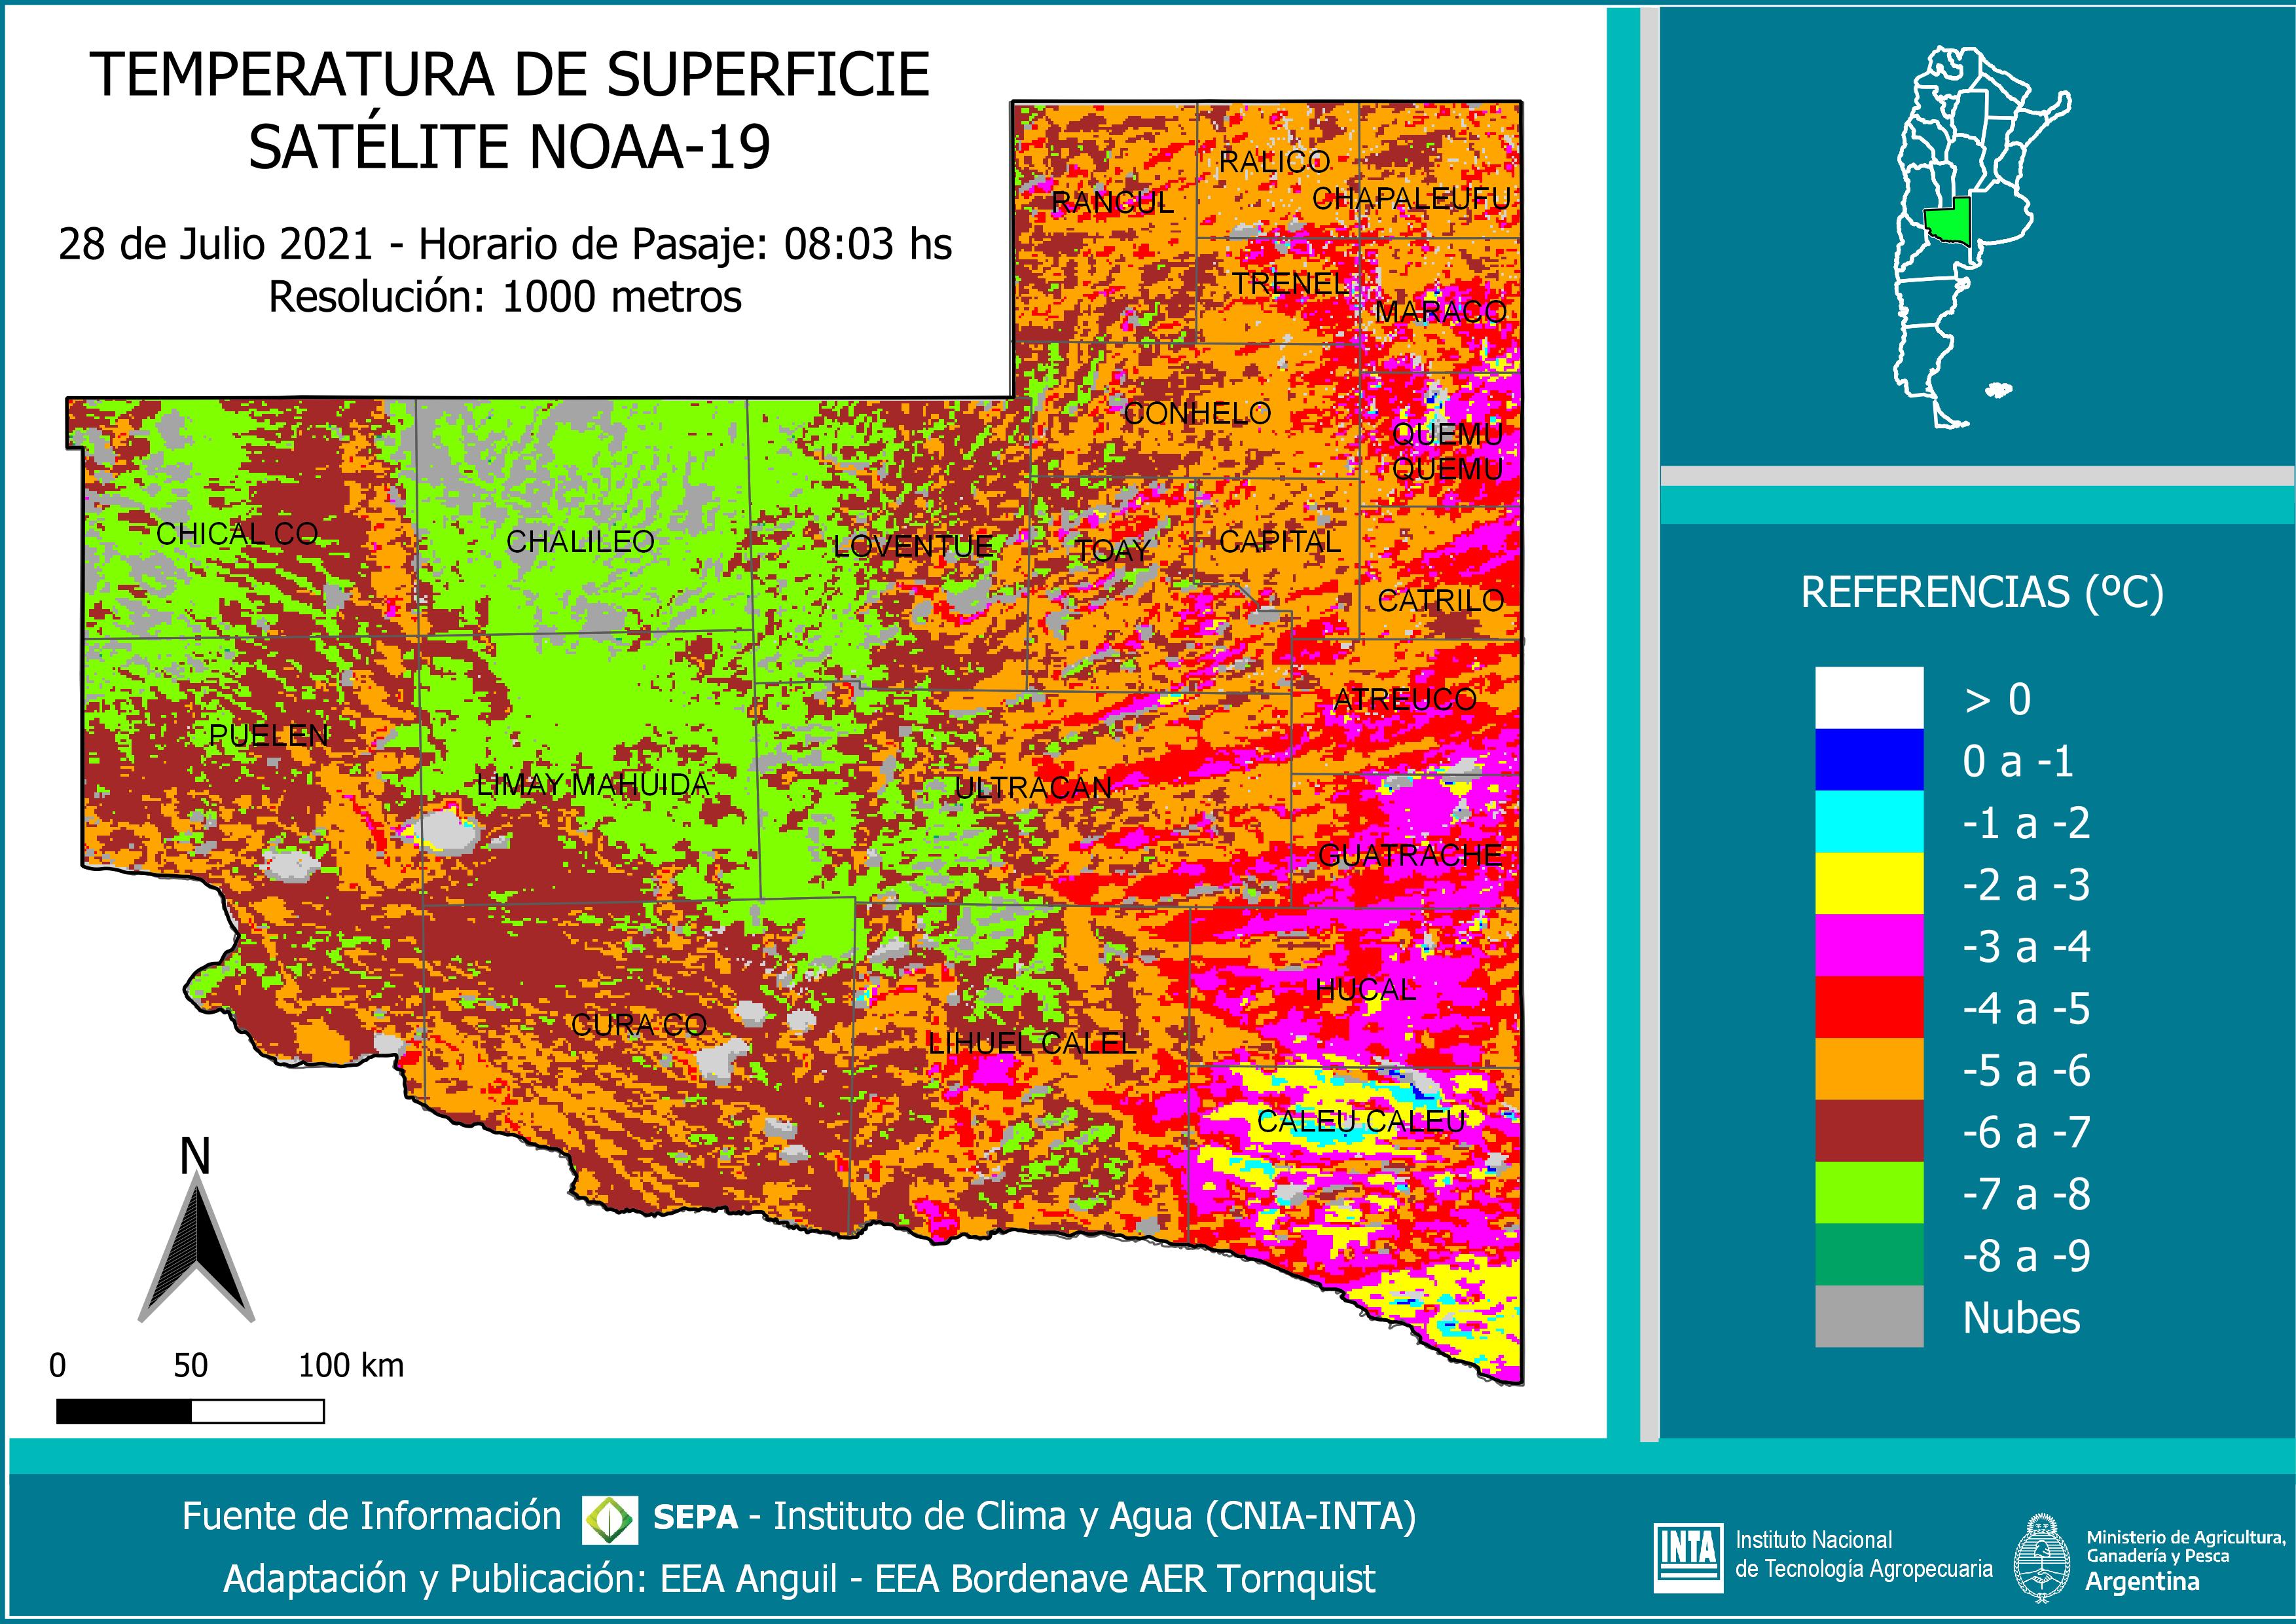 TEMPERATURA DE SUPERFICIE
SATÉLITE NOAA-19
28 de Julio 2021 - Horario de Pasaje: 08:03 hs
Resolución: 1000 metros
RALICO
RANCUL
CHAPALEUFU
TRENEL
MARACO
CONHELO
QUEMU
QUEMU
CHICAL CO
CHALILEO
LOVENTUE
TOAY
CAPITAL
CATRILO
PUELEN
LIMAY MAHUIDA
ULTRACAN
ATREUCO
GUATRACHE
CURA CO
LIHUEL CALEL
HUCAL
CALEU CALEU
N
0 50 100 km
REFERENCIAS (ºC)
> 0
0 a -1
-1 a -2
-2 a -3
-3 a -4
-4 a -5
-5 a -6
-6 a -7
-7 a -8
-8 a -9
Nubes
Fuente de Información SEPA - Instituto de Clima y Agua (CNIA-INTA)
Adaptación y Publicación: EEA Anguil - EEA Bordenave AER Tornquist
INTA
Instituto Nacional
de Tecnología Agropecuaria
Ministerio de Agricultura,
Ganadería y Pesca
Argentina